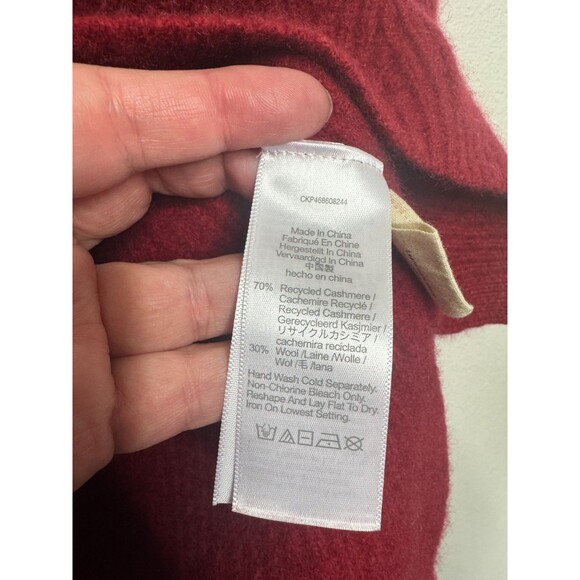 CKP468608244
Made In China
Fabriqué En Chine
Hergestellt In China
Vervaardigd In China
中国製
hecho en china
70% Recycled Cashmere /
Cachemire Recyclé /
Recycled Cashmere /
Gerecycleerd Kasjmier /
リサイクルカシミア /
cachemira reciclada
30% Wool /Laine /Wolle /
Wol /毛 /lana
Hand Wash Cold Separately.
Non-Chlorine Bleach Only.
Reshape And Lay Flat To Dry.
Iron On Lowest Setting.